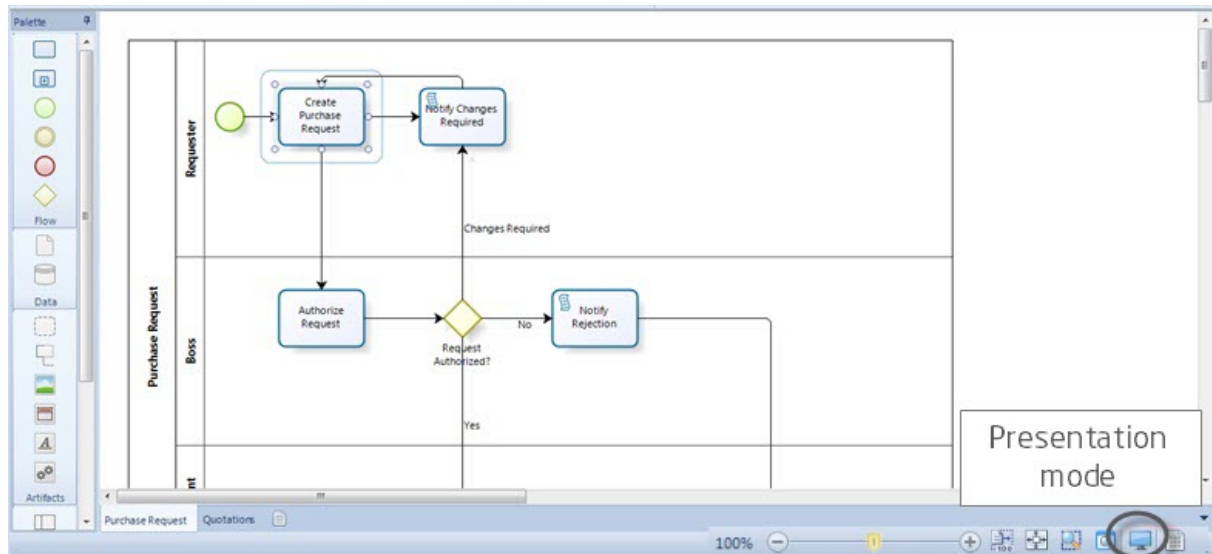 Palette
Flow
Data
Artifacts
Purchase Request
Requester
Create
Purchase
Request
Notify Changes
Required
Changes Required
Boss
Authorize
Request
Request
Authorized?
No
Notify
Rejection
Yes
nt
Presentation
mode
Purchase Request
Quotations
100%